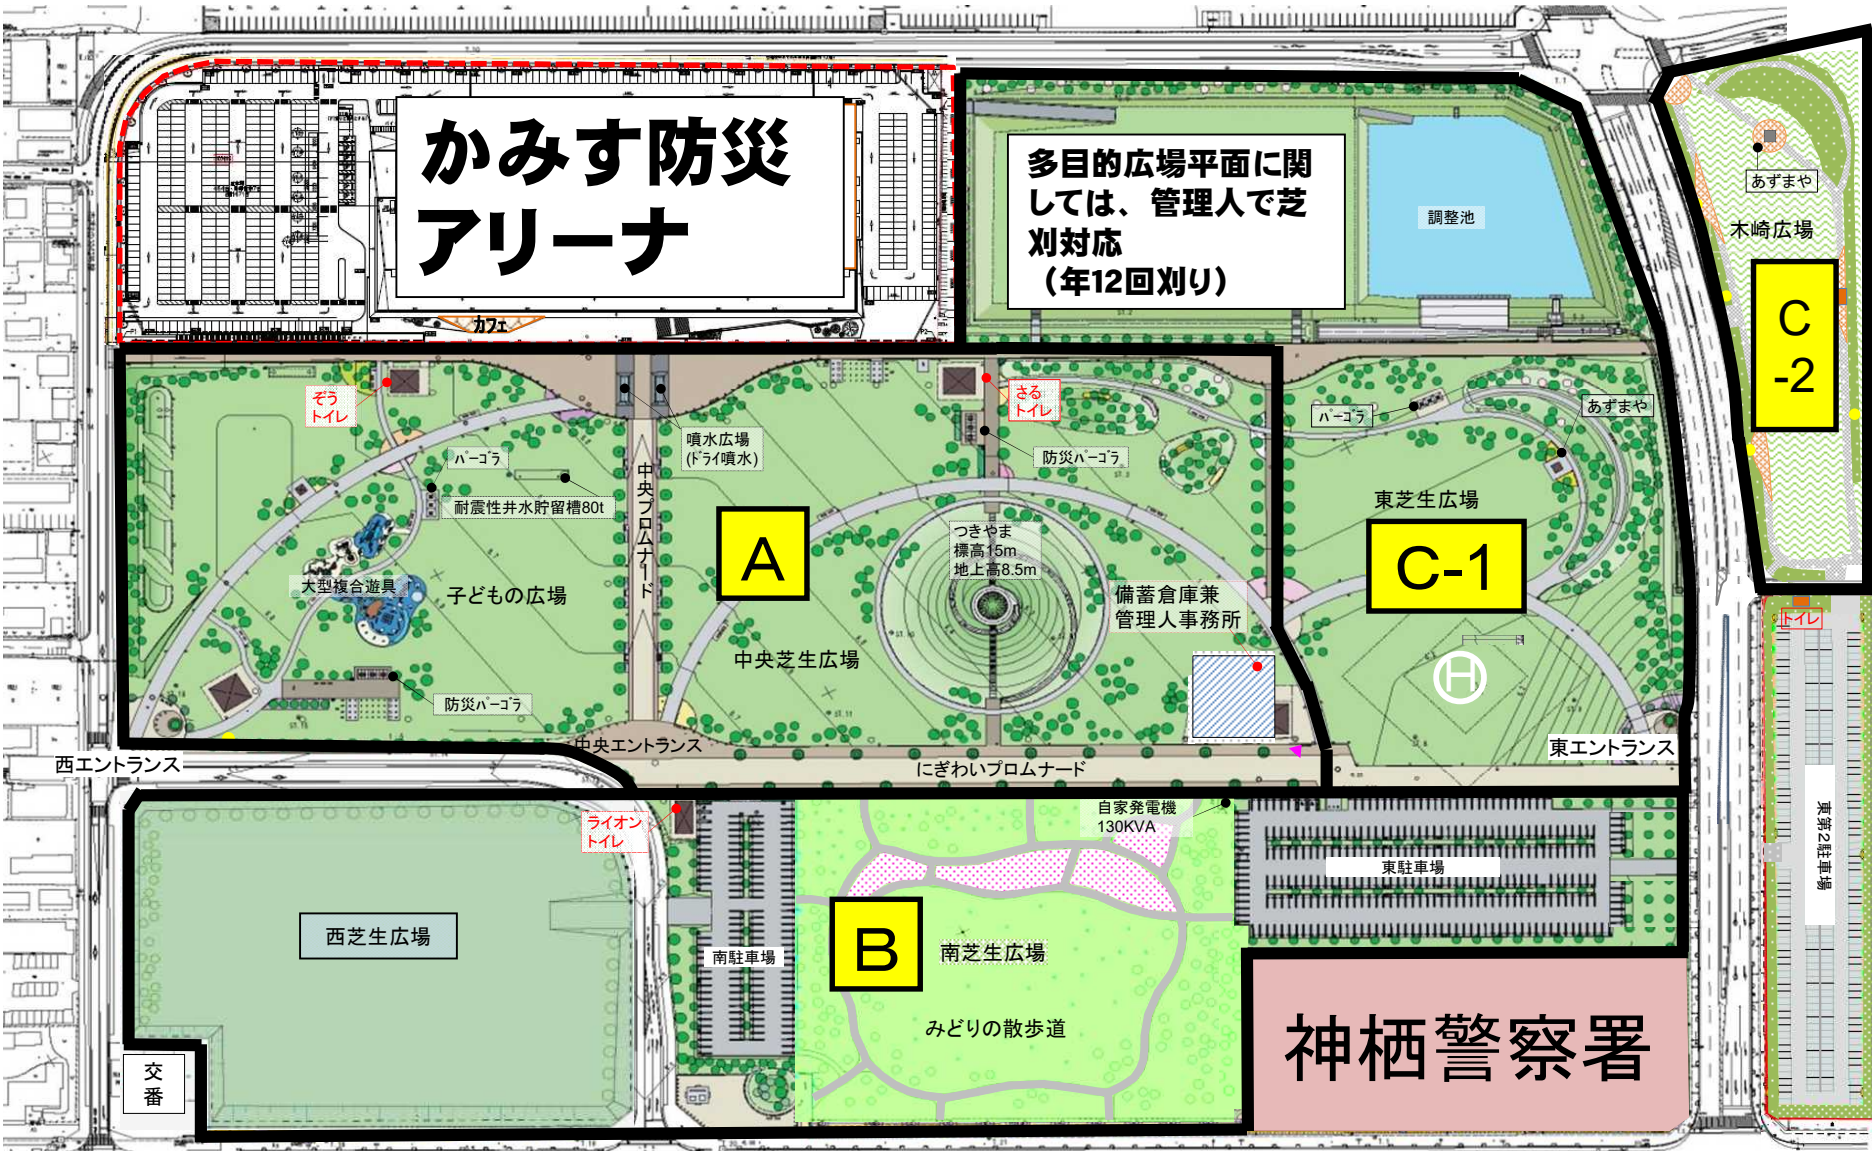 かみす防災
アリーナ
カフェ
多目的広場平面に関
しては、管理人で芝
刈対応
（年12回刈り）
調整池
あずまや
木崎広場
C
-2
ぞう
トイレ
噴水広場
(ドライ噴水)
さる
トイレ
パーゴラ
あずまや
パーゴラ
防災パーゴラ
耐震性井水貯留槽80t
中央プロムナード
東芝生広場
A
つきやま
標高15m
地上高8.5m
C-1
大型複合遊具
子どもの広場
備蓄倉庫兼
管理人事務所
中央芝生広場
H
防災パーゴラ
トイレ
西エントランス
中央エントランス
にぎわいプロムナード
東エントランス
ライオン
トイレ
自家発電機
130KVA
東駐車場
東第2駐車場
西芝生広場
南駐車場
B
南芝生広場
みどりの散歩道
神栖警察署
交
番